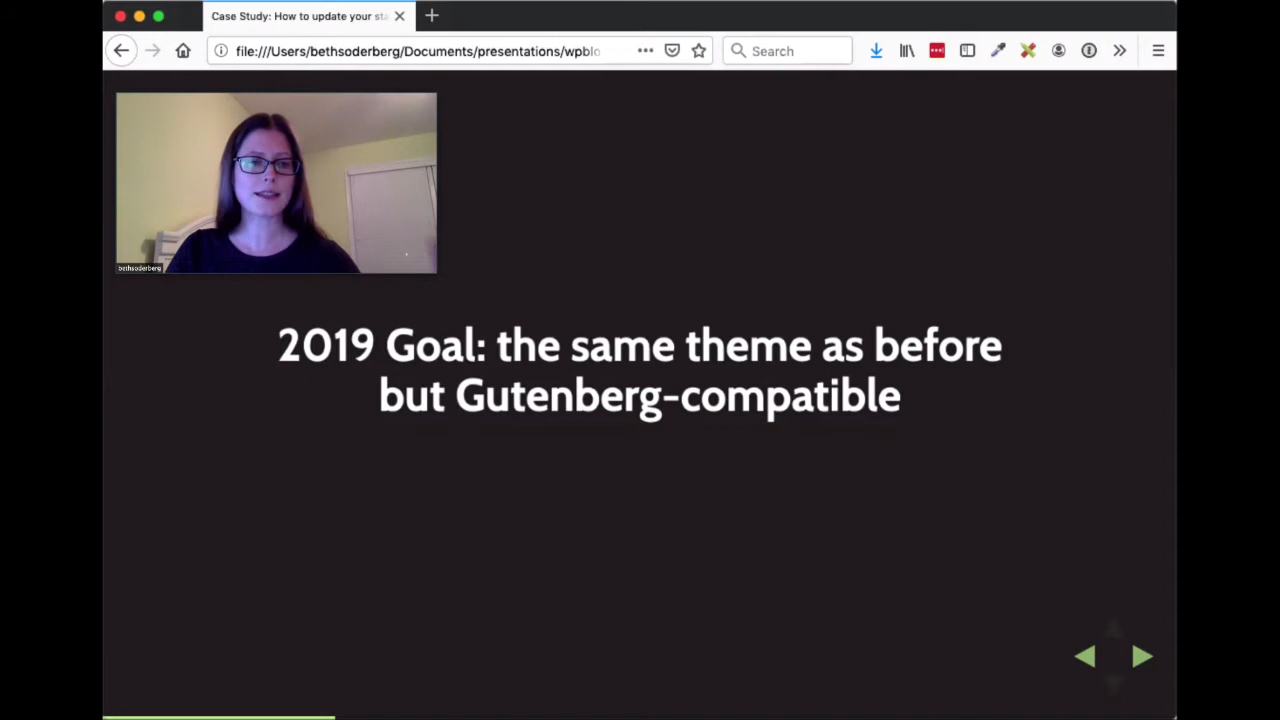 Case Study: How to update your sta
file:///Users/bethsoderberg/Documents/presentations/wpblo
Search
bethsoderberg
2019 Goal: the same theme as before
but Gutenberg-compatible